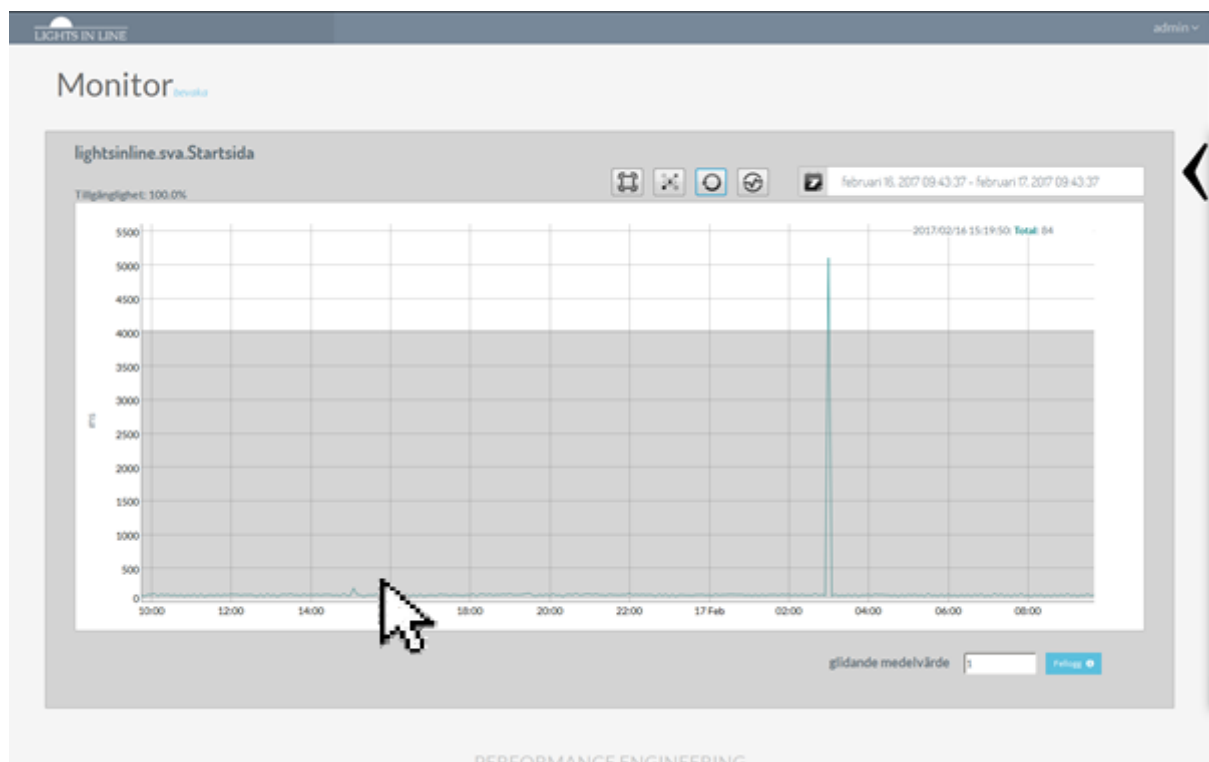 LIGHTS IN LINE
admin
Monitor bevaka
lightsinline.sva.Startsida
Tillgänglighet: 100.0%
februari 16, 2017 09:43:37 - februari 17, 2017 09:43:37
2017/02/16 15:19:50: Total: 84
5500
5000
4500
4000
3500
3000
2500
2000
1500
1000
500
0
ms
10:00 12:00 14:00 18:00 20:00 22:00 17 Feb 02:00 04:00 06:00 08:00
glidande medelvärde 1 Fellogg
PERFORMANCE ENGINEERING